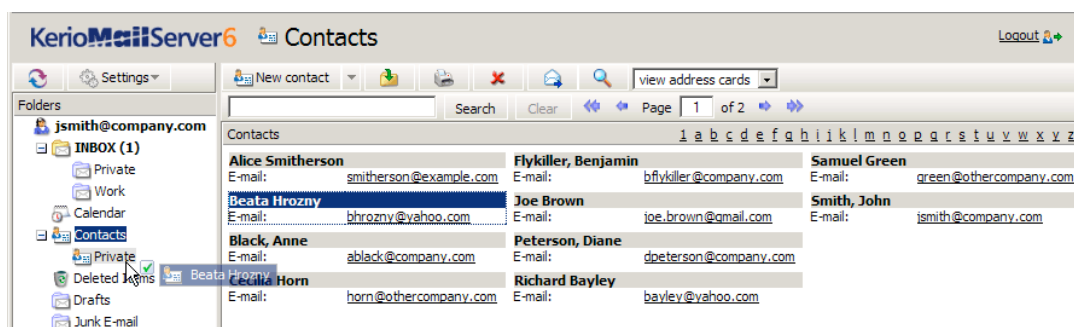 KerioMailServer6 Contacts Logout
Settings New contact view address cards
Folders Search Clear Page 1 of 2
jsmith@company.com Contacts 1 a b c d e f g h i j k l m n o p q r s t u v w x y z
INBOX (1)
Private
Work
Calendar
Contacts
Private
Deleted Items
Drafts
Junk E-mail
Alice Smitherson Flykiller, Benjamin Samuel Green
E-mail: smitherson@example.com E-mail: bflykiller@company.com E-mail: green@othercompany.com
Beata Hrozny Joe Brown Smith, John
E-mail: bhrozny@yahoo.com E-mail: joe.brown@gmail.com E-mail: jsmith@company.com
Black, Anne Peterson, Diane
E-mail: ablack@company.com E-mail: dpeterson@company.com
Beata Hrozny
Cecilia Horn Richard Bayley
E-mail: horn@othercompany.com E-mail: bayley@yahoo.com